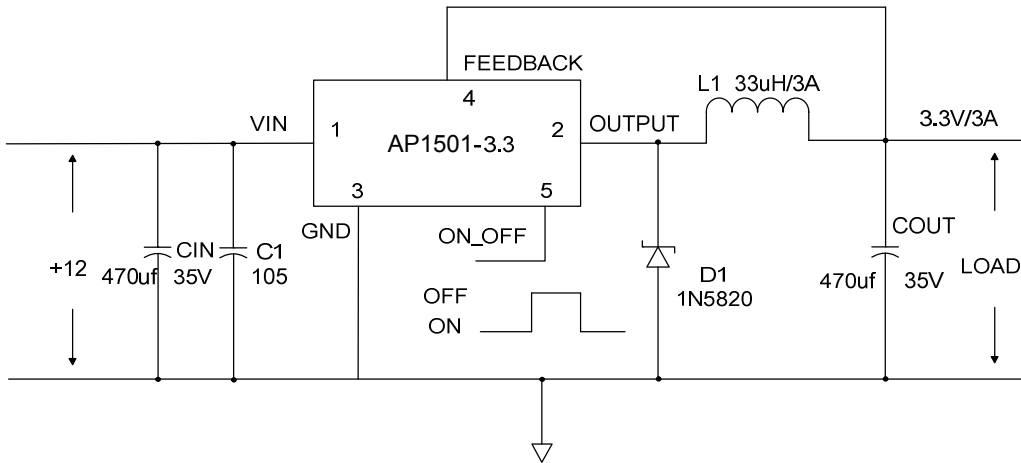 FEEDBACK
4
L1 33uH/3A
VIN
1
AP1501-3.3
2
OUTPUT
3.3V/3A
3
5
GND
ON_OFF
COUT
+12
CIN
470uf 35V
C1
105
D1
1N5820
470uf 35V
LOAD
OFF
ON